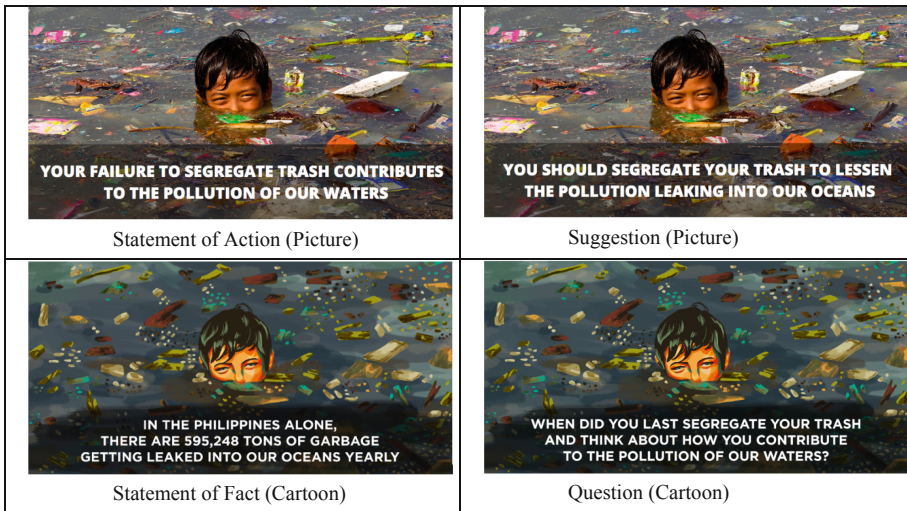 YOUR FAILURE TO SEGREGATE TRASH CONTRIBUTES
TO THE POLLUTION OF OUR WATERS
Statement of Action (Picture)
YOU SHOULD SEGREGATE YOUR TRASH TO LESSEN
THE POLLUTION LEAKING INTO OUR OCEANS
Suggestion (Picture)
IN THE PHILIPPINES ALONE,
THERE ARE 595,248 TONS OF GARBAGE
GETTING LEAKED INTO OUR OCEANS YEARLY
Statement of Fact (Cartoon)
WHEN DID YOU LAST SEGREGATE YOUR TRASH
AND THINK ABOUT HOW YOU CONTRIBUTE
TO THE POLLUTION OF OUR WATERS?
Question (Cartoon)